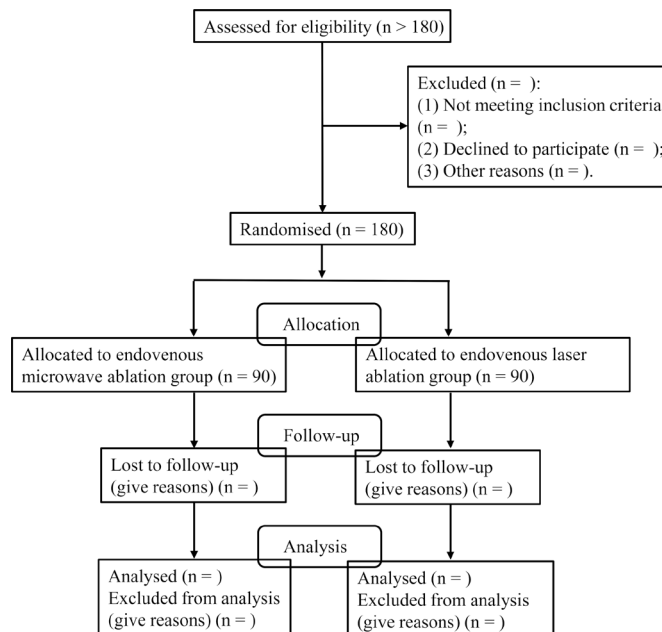 Assessed for eligibility (n > 180)
Excluded (n =  ):
(1) Not meeting inclusion criteria
(n =  );
(2) Declined to participate (n =  );
(3) Other reasons (n = ).
Randomised (n = 180)
Allocation
Allocated to endovenous
microwave ablation group (n = 90)
Allocated to endovenous laser
ablation group (n = 90)
Follow-up
Lost to follow-up
(give reasons) (n = )
Lost to follow-up
(give reasons) (n = )
Analysis
Analysed (n = )
Excluded from analysis
(give reasons) (n = )
Analysed (n = )
Excluded from analysis
(give reasons) (n = )